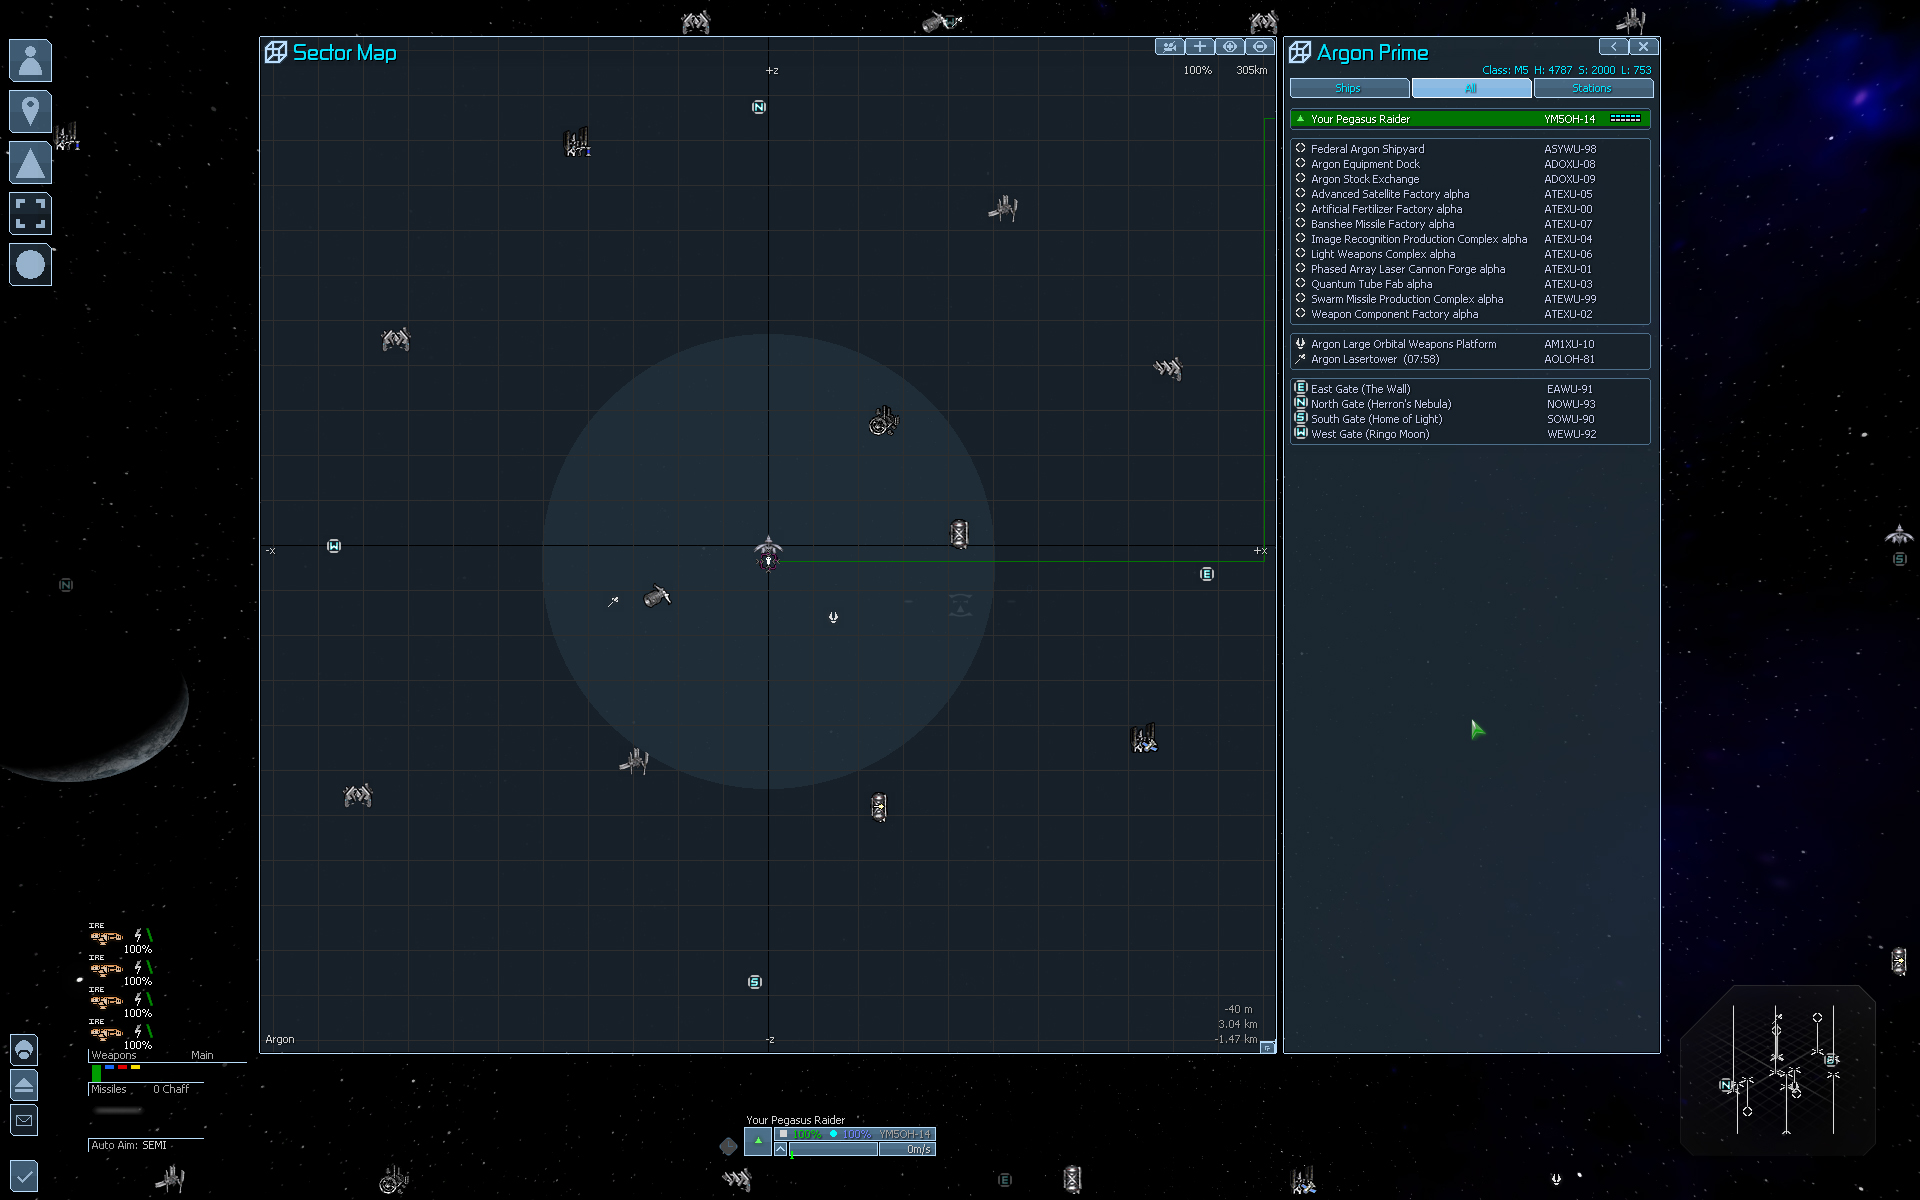 Sector Map
100% 305km
+z
N
-x
+x
W
E
S
-z
Argon
-40 m
3.04 km
-1.47 km
Argon Prime
Class: M5 H: 4787 S: 2000 L: 753
Ships All Stations
Your Pegasus Raider YM5OH-14
Federal Argon Shipyard ASYWU-98
Argon Equipment Dock ADOXU-08
Argon Stock Exchange ADOXU-09
Advanced Satellite Factory alpha ATEXU-05
Artificial Fertilizer Factory alpha ATEXU-00
Banshee Missile Factory alpha ATEXU-07
Image Recognition Production Complex alpha ATEXU-04
Light Weapons Complex alpha ATEXU-06
Phased Array Laser Cannon Forge alpha ATEXU-01
Quantum Tube Fab alpha ATEXU-03
Swarm Missile Production Complex alpha ATEWU-99
Weapon Component Factory alpha ATEXU-02
Argon Large Orbital Weapons Platform AM1XU-10
Argon Lasertower (07:58) AOLOH-81
E East Gate (The Wall) EAWU-91
N North Gate (Herron's Nebula) NOWU-93
S South Gate (Home of Light) SOWU-90
W West Gate (Ringo Moon) WEWU-92
N
S
IRE
100%
IRE
100%
IRE
100%
IRE
100%
Weapons Main
Missiles 0 Chaff
Auto Aim: SEMI
Your Pegasus Raider
100% 100% YM5OH-14
0m/s
E
N